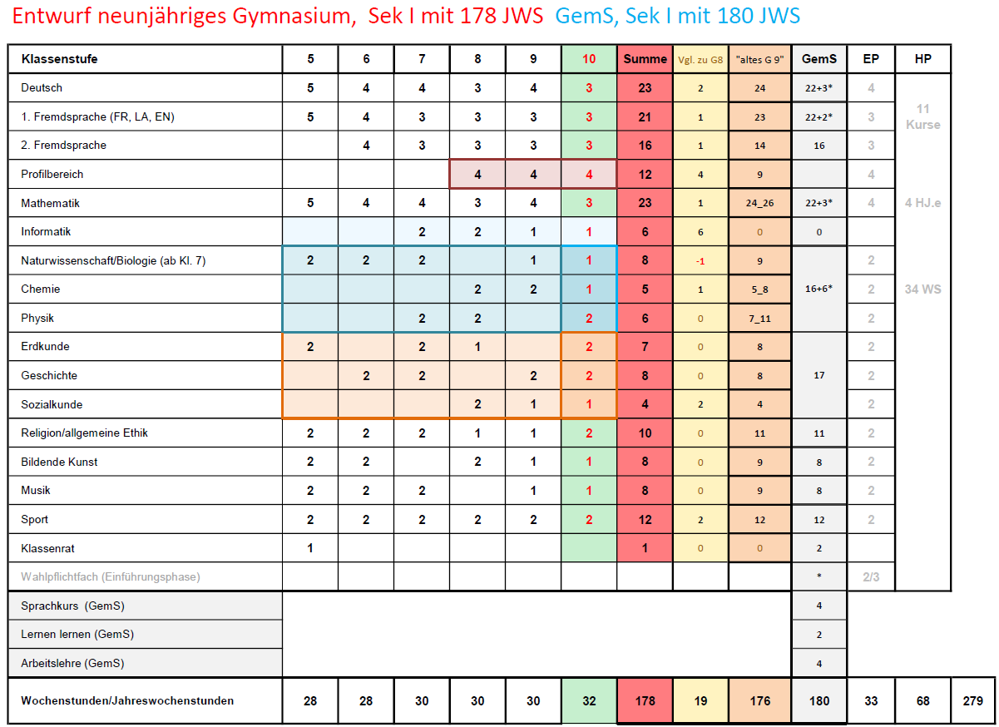 Entwurf neunjähriges Gymnasium, Sek I mit 178 JWS GemS, Sek I mit 180 JWS
Klassenstufe 5 6 7 8 9 10 Summe Vgl. zu G8 "altes G 9" GemS EP HP
Deutsch 5 4 4 3 4 3 23 2 24 22+3* 4
11
Kurse
1. Fremdsprache (FR, LA, EN) 5 4 3 3 3 3 21 1 23 22+2* 3
2. Fremdsprache 4 3 3 3 3 16 1 14 16 3
Profilbereich 4 4 4 12 4 9 4
Mathematik 5 4 4 3 4 3 23 1 24_26 22+3* 4 4 HJ.e
Informatik 2 2 1 1 6 6 0 0
Naturwissenschaft/Biologie (ab Kl. 7) 2 2 2 1 1 8 -1 9 2
Chemie 2 2 1 5 1 5_8 16+6* 2 34 WS
Physik 2 2 2 6 0 7_11 2
Erdkunde 2 2 1 2 7 0 8 2
Geschichte 2 2 2 2 8 0 8 17 2
Sozialkunde 2 1 1 4 2 4 2
Religion/allgemeine Ethik 2 2 2 1 1 2 10 0 11 11 2
Bildende Kunst 2 2 2 1 1 8 0 9 8 2
Musik 2 2 2 1 1 8 0 9 8 2
Sport 2 2 2 2 2 2 12 2 12 12 2
Klassenrat 1 1 0 0 2
Wahlpflichtfach (Einführungsphase) * 2/3
Sprachkurs (GemS) 4
Lernen lernen (GemS) 2
Arbeitslehre (GemS) 4
Wochenstunden/Jahreswochenstunden 28 28 30 30 30 32 178 19 176 180 33 68 279